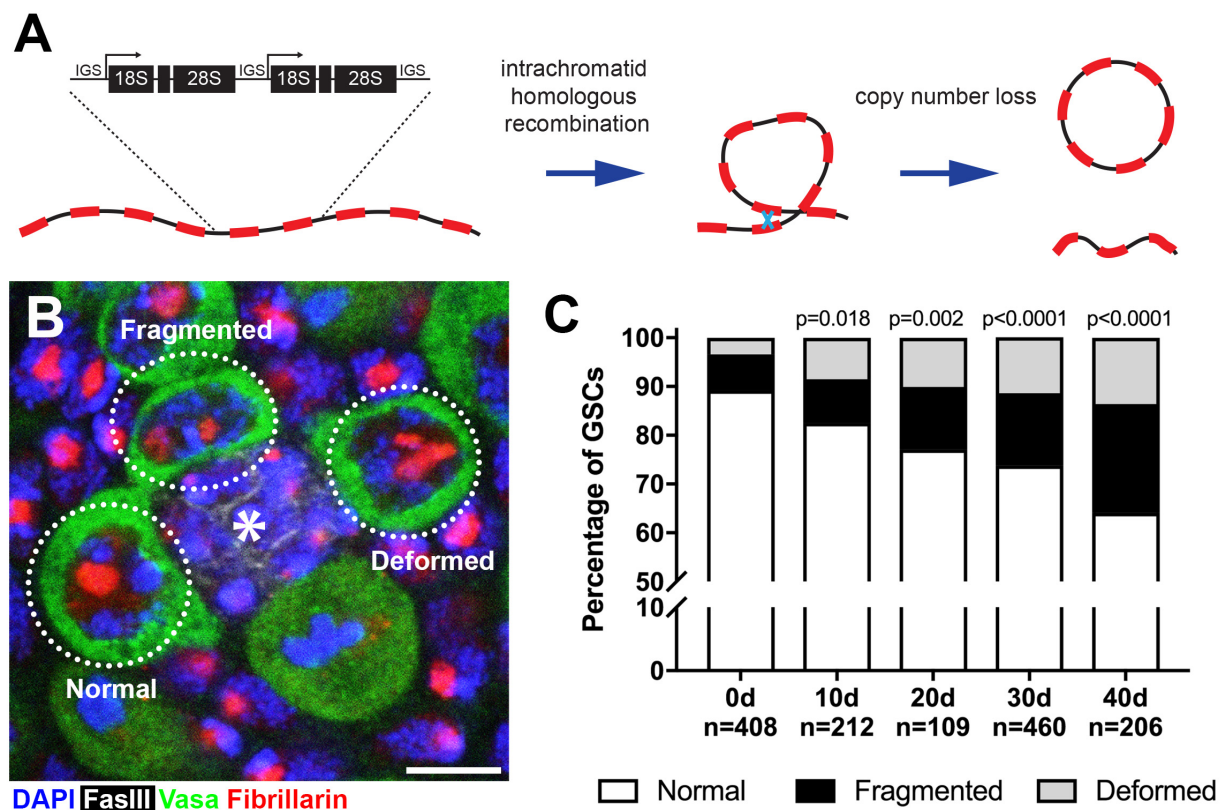 A
IGS 18S 28S IGS 18S 28S IGS
intrachromatid
homologous
recombination
copy number loss
B
Fragmented
Deformed
*
Normal
DAPI FasIII Vasa Fibrillarin
C
p=0.018 p=0.002 p<0.0001 p<0.0001
Percentage of GSCs
100
90
80
70
60
50
10
0
0d 10d 20d 30d 40d
n=408 n=212 n=109 n=460 n=206
Normal Fragmented Deformed